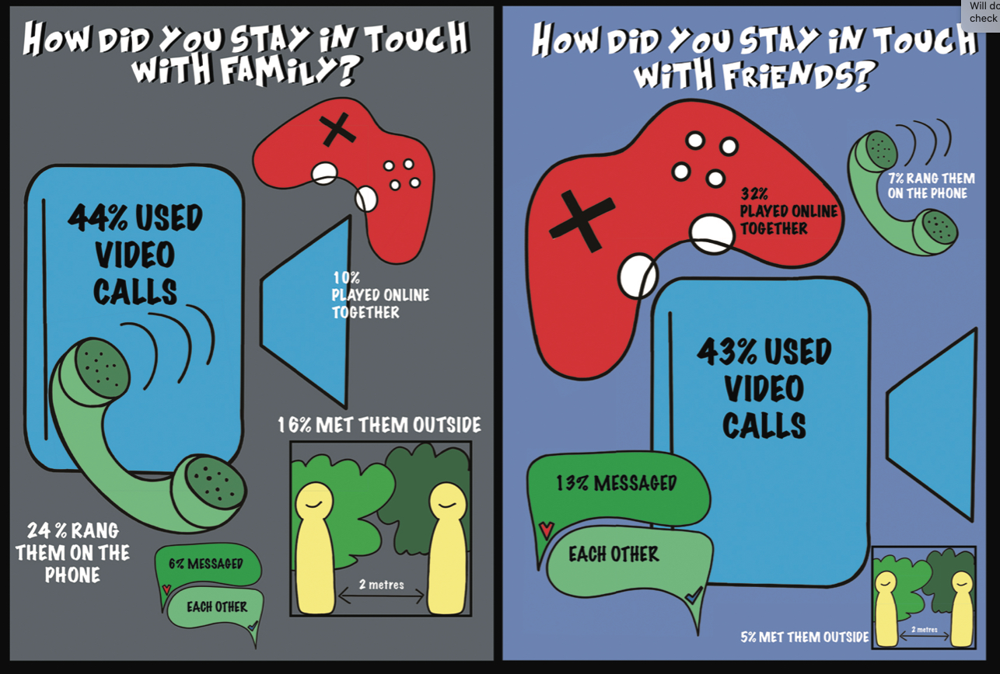 HOW DID YOU STAY IN TOUCH
WITH FAMILY?
44% USED
VIDEO
CALLS
10%
PLAYED ONLINE
TOGETHER
16% MET THEM OUTSIDE
2 metres
24% RANG
THEM ON THE
PHONE
6% MESSAGED
EACH OTHER
HOW DID YOU STAY IN TOUCH
WITH FRIENDS?
32%
PLAYED ONLINE
TOGETHER
7% RANG THEM
ON THE PHONE
43% USED
VIDEO
CALLS
13% MESSAGED
EACH OTHER
5% MET THEM OUTSIDE
2 metres
Will do
check